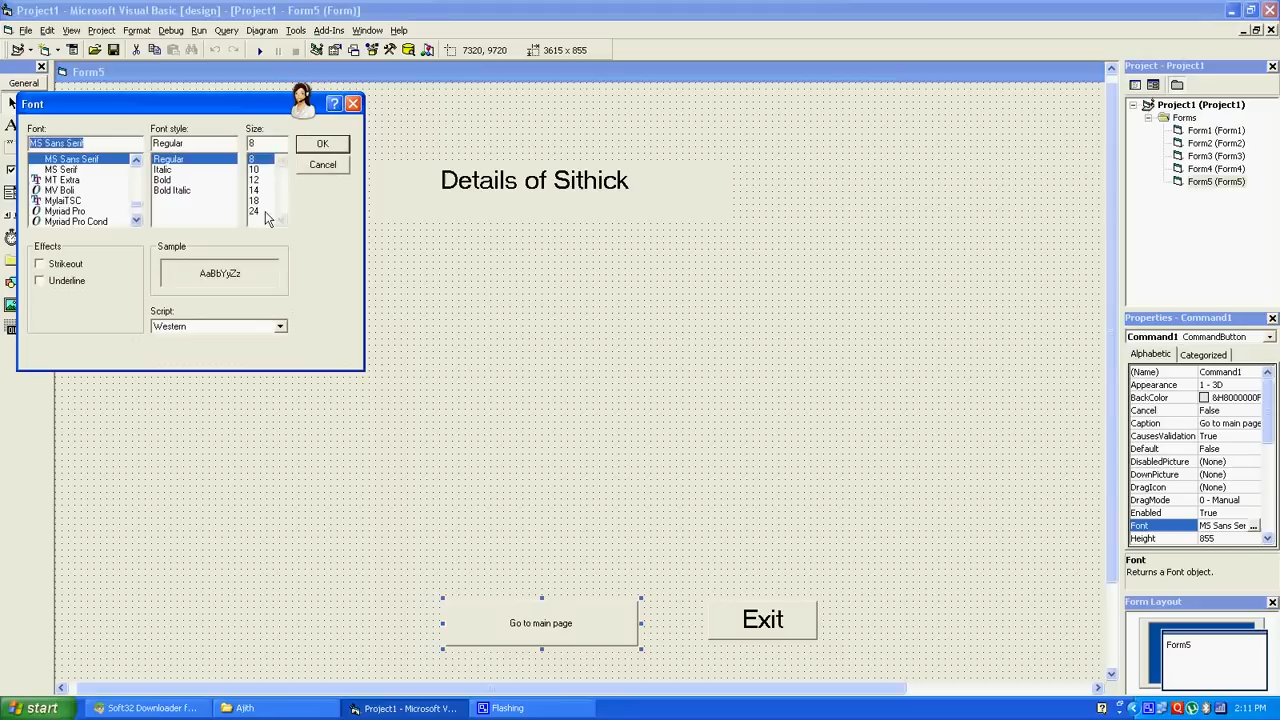 Project1 - Microsoft Visual Basic [design] - [Project1 - Form5 (Form)]
File Edit View Project Format Debug Run Query Diagram Tools Add-Ins Window Help
7320, 9720 3615 x 855
General
Form5
Font
Font: Font style: Size:
MS Sans Serif Regular 8
OK
Cancel
MS Sans Serif
MS Serif
MT Extra
MV Boli
MylaiTSC
Myriad Pro
Myriad Pro Cond
Regular
Italic
Bold
Bold Italic
8
10
12
14
18
24
Effects
Strikeout
Underline
Sample
AaBbYyZz
Script:
Western
Details of Sithick
Go to main page
Exit
Project - Project1
Project1 (Project1)
Forms
Form1 (Form1)
Form2 (Form2)
Form3 (Form3)
Form4 (Form4)
Form5 (Form5)
Properties - Command1
Command1 CommandButton
Alphabetic Categorized
(Name) Command1
Appearance 1 - 3D
BackColor &H8000000F
Cancel False
Caption Go to main page
CausesValidation True
Default False
DisabledPicture (None)
DownPicture (None)
DragIcon (None)
DragMode 0 - Manual
Enabled True
Font MS Sans Ser ...
Height 855
Font
Returns a Font object.
Form Layout
Form5
start Soft32 Downloader f... Ajith Project1 - Microsoft V... Flashing 2:11 PM